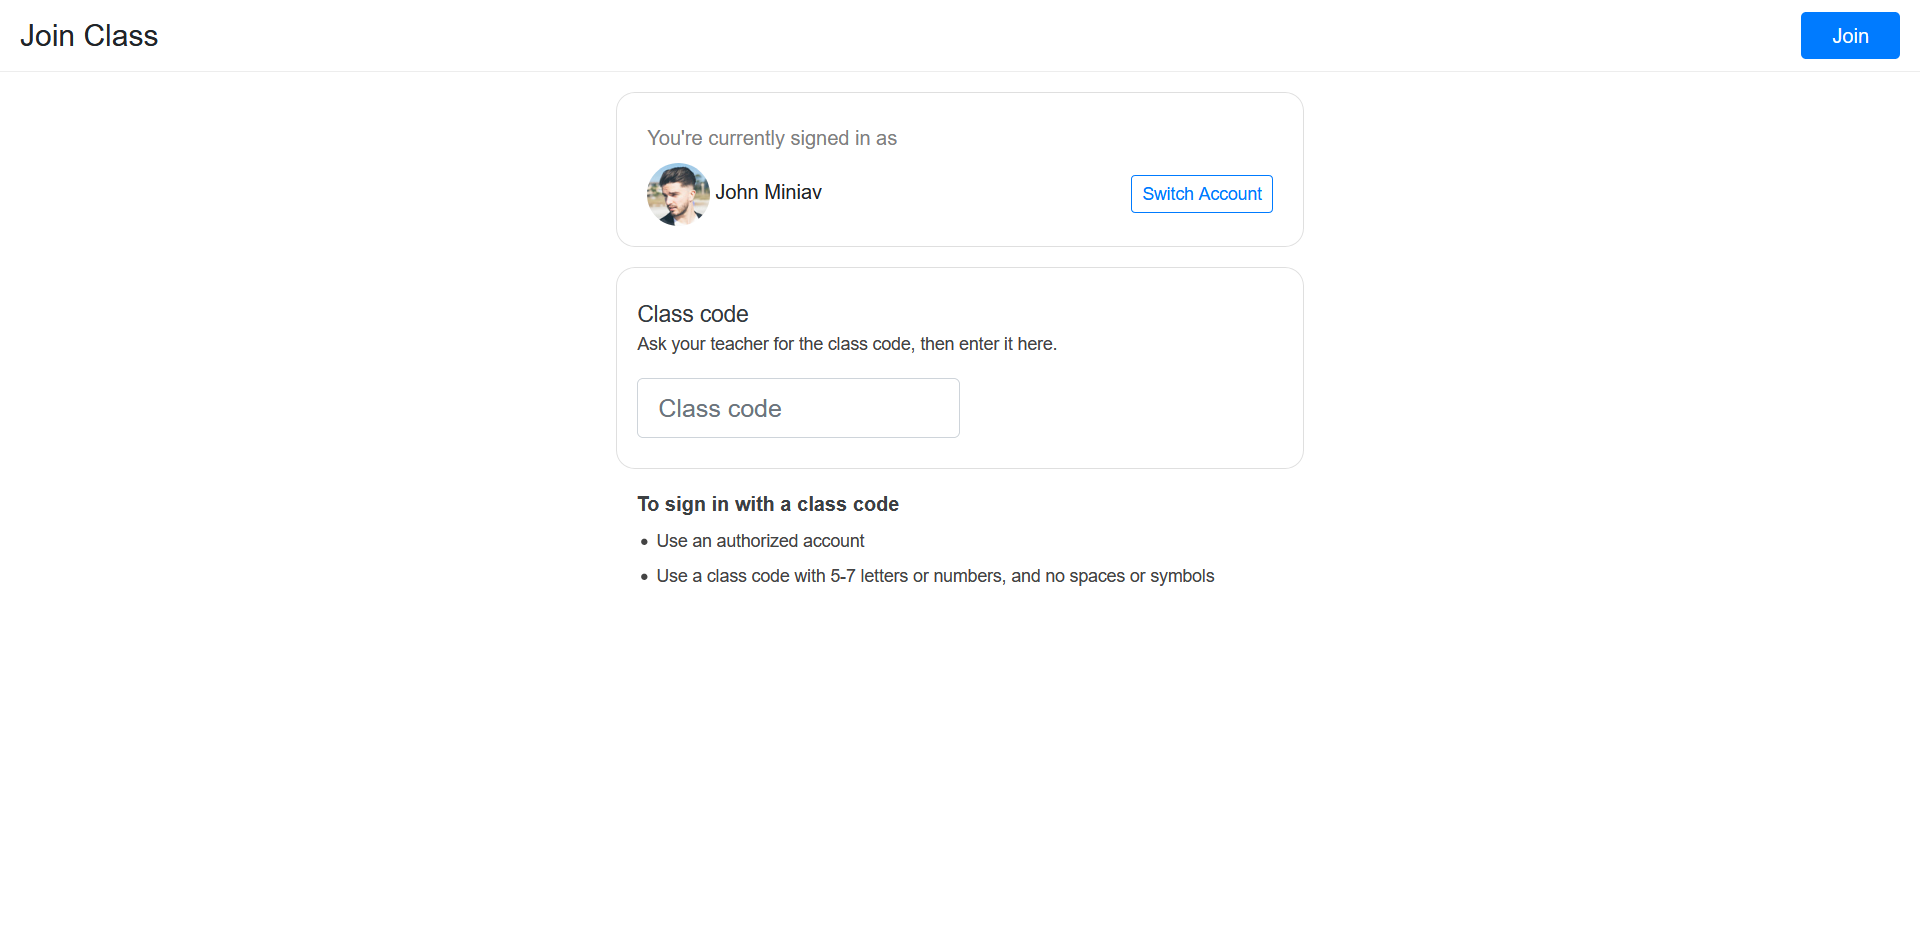 Join Class
Join
You're currently signed in as
John Miniav
Switch Account
Class code
Ask your teacher for the class code, then enter it here.
Class code
To sign in with a class code
• Use an authorized account
• Use a class code with 5-7 letters or numbers, and no spaces or symbols